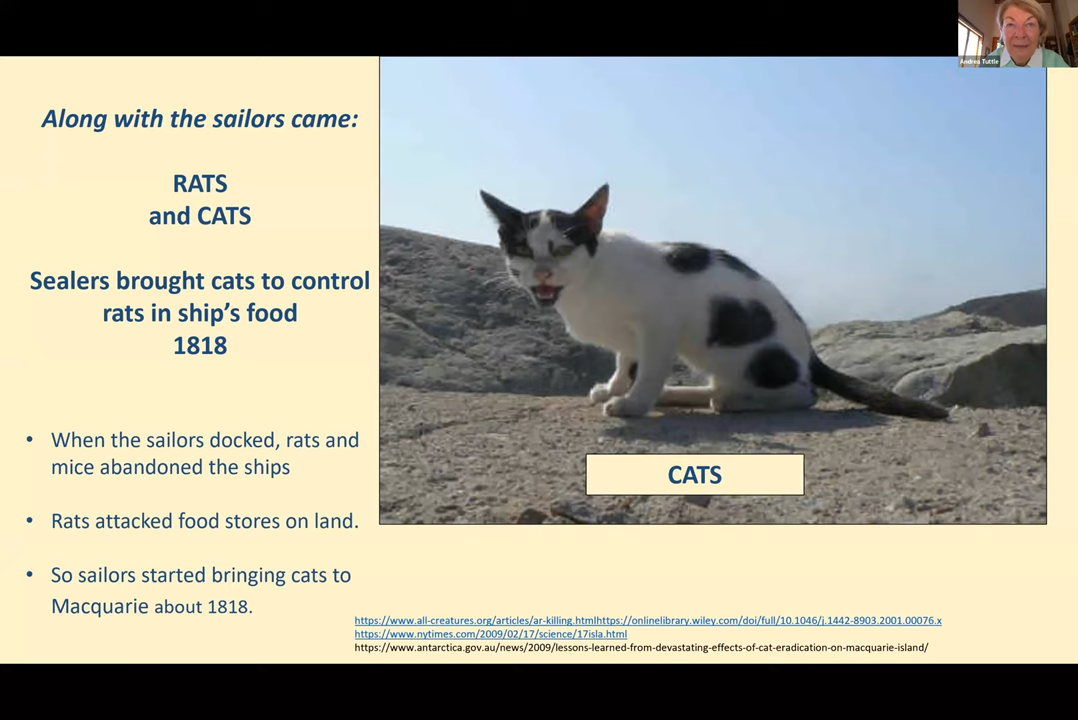 Andrea Tuttle
Along with the sailors came:
RATS
and CATS
Sealers brought cats to control
rats in ship's food
1818
• When the sailors docked, rats and
mice abandoned the ships
• Rats attacked food stores on land.
• So sailors started bringing cats to
Macquarie about 1818.
CATS
https://www.all-creatures.org/articles/ar-killing.htmlhttps://onlinelibrary.wiley.com/doi/full/10.1046/j.1442-8903.2001.00076.x
https://www.nytimes.com/2009/02/17/science/17isla.html
https://www.antarctica.gov.au/news/2009/lessons-learned-from-devastating-effects-of-cat-eradication-on-macquarie-island/